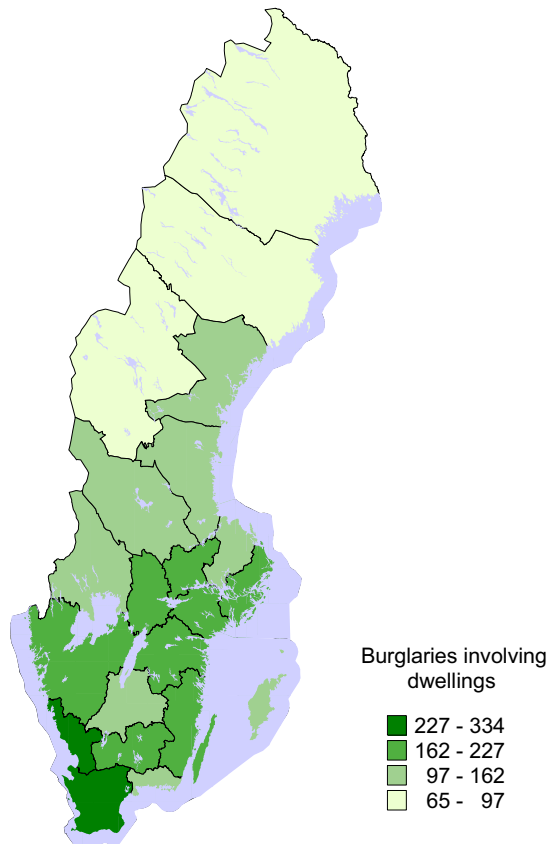 Burglaries involving
dwellings
227 - 334
162 - 227
97 - 162
65 - 97